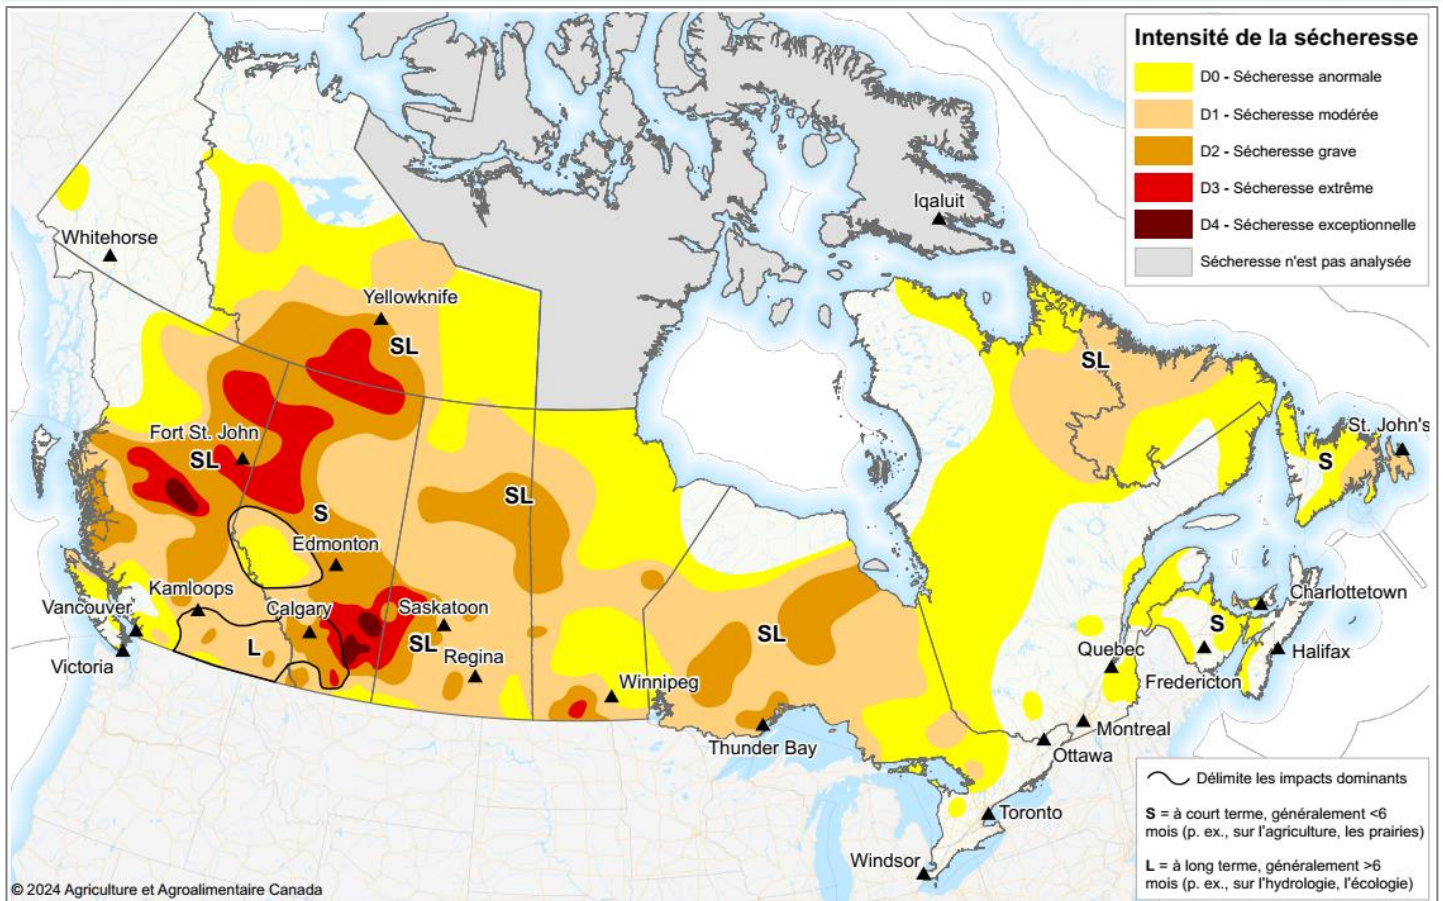 Intensité de la sécheresse
D0 - Sécheresse anormale
D1 - Sécheresse modérée
D2 - Sécheresse grave
D3 - Sécheresse extrême
D4 - Sécheresse exceptionnelle
Sécheresse n'est pas analysée
Iqaluit
Whitehorse
Yellowknife
SL
SL
Fort St. John
SL
St. John's
S
SL
S
Edmonton
Kamloops
Charlottetown
Vancouver
Calgary
Saskatoon
S
SL
SL
L
Quebec
Halifax
Victoria
Regina
Fredericton
Winnipeg
Montreal
Thunder Bay
Ottawa
Toronto
Windsor
Délimite les impacts dominants
S = à court terme, généralement <6
mois (p. ex., sur l'agriculture, les prairies)
L = à long terme, généralement >6
mois (p. ex., sur l'hydrologie, l'écologie)
© 2024 Agriculture et Agroalimentaire Canada